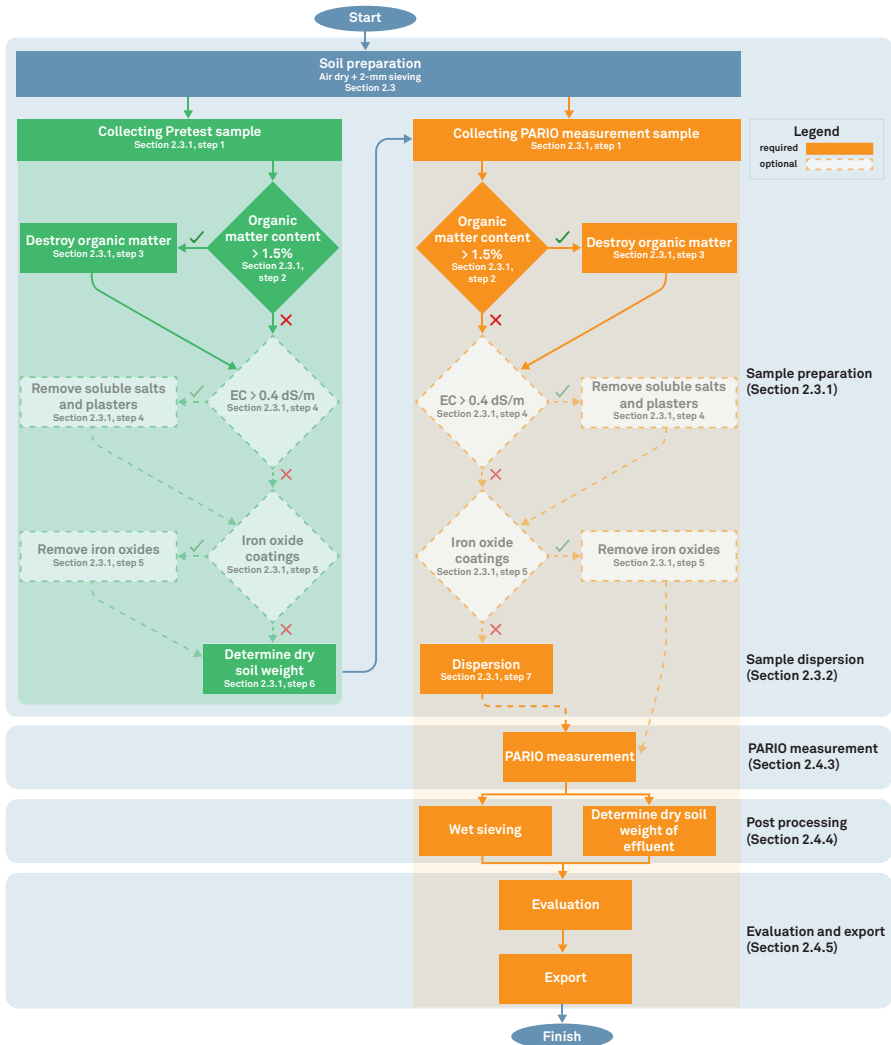 Start
Soil preparation
Air dry + 2-mm sieving
Section 2.3
Collecting Pretest sample
Section 2.3.1, step 1
Collecting PARIO measurement sample
Section 2.3.1, step 1
Legend
required
optional
Organic
matter content
> 1.5%
Section 2.3.1,
step 2
Destroy organic matter
Section 2.3.1, step 3
Organic
matter content
> 1.5%
Section 2.3.1,
step 2
Destroy organic matter
Section 2.3.1, step 3
Remove soluble salts
and plasters
Section 2.3.1, step 4
EC > 0.4 dS/m
Section 2.3.1, step 4
EC > 0.4 dS/m
Section 2.3.1, step 4
Remove soluble salts
and plasters
Section 2.3.1, step 4
Sample preparation
(Section 2.3.1)
Remove iron oxides
Section 2.3.1, step 5
Iron oxide
coatings
Section 2.3.1, step 5
Iron oxide
coatings
Section 2.3.1, step 5
Remove iron oxides
Section 2.3.1, step 5
Determine dry
soil weight
Section 2.3.1, step 6
Dispersion
Section 2.3.1, step 7
Sample dispersion
(Section 2.3.2)
PARIO measurement
PARIO measurement
(Section 2.4.3)
Wet sieving
Determine dry soil
weight of
effluent
Post processing
(Section 2.4.4)
Evaluation
Evaluation and export
(Section 2.4.5)
Export
Finish